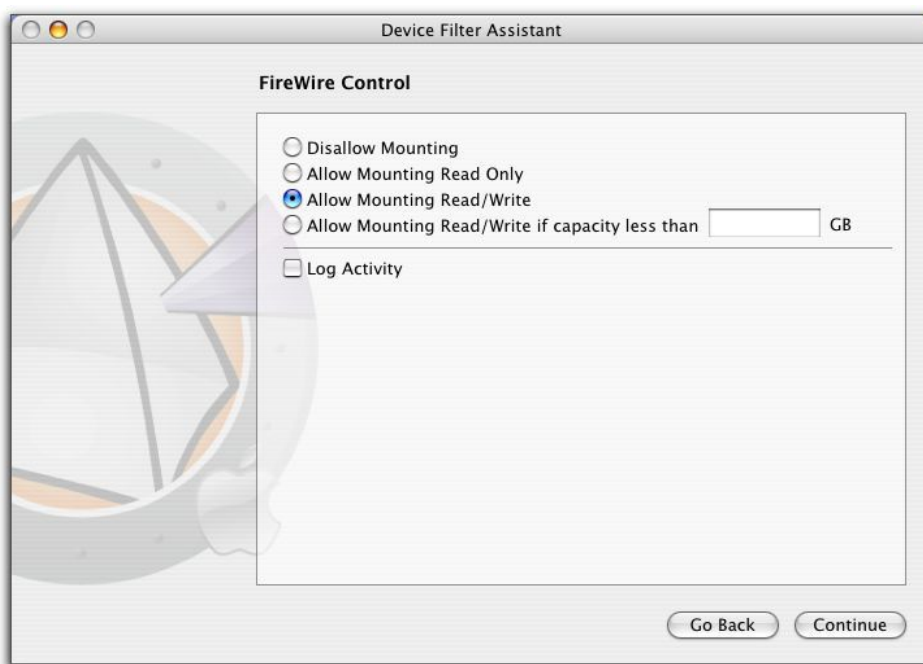 Device Filter Assistant
FireWire Control
Disallow Mounting
Allow Mounting Read Only
Allow Mounting Read/Write
Allow Mounting Read/Write if capacity less than GB
Log Activity
Go Back Continue